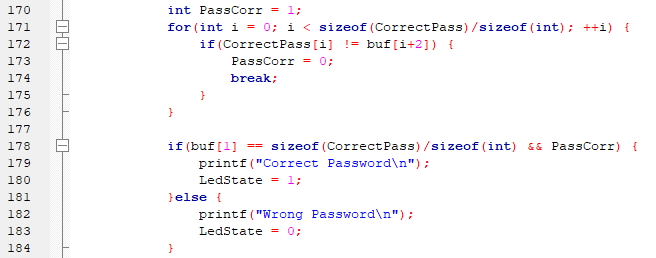 170 int PassCorr = 1;
171 for(int i = 0; i < sizeof(CorrectPass)/sizeof(int); ++i) {
172 if(CorrectPass[i] != buf[i+2]) {
173 PassCorr = 0;
174 break;
175 }
176 }
177
178 if(buf[1] == sizeof(CorrectPass)/sizeof(int) && PassCorr) {
179 printf("Correct Password\n");
180 LedState = 1;
181 }else {
182 printf("Wrong Password\n");
183 LedState = 0;
184 }